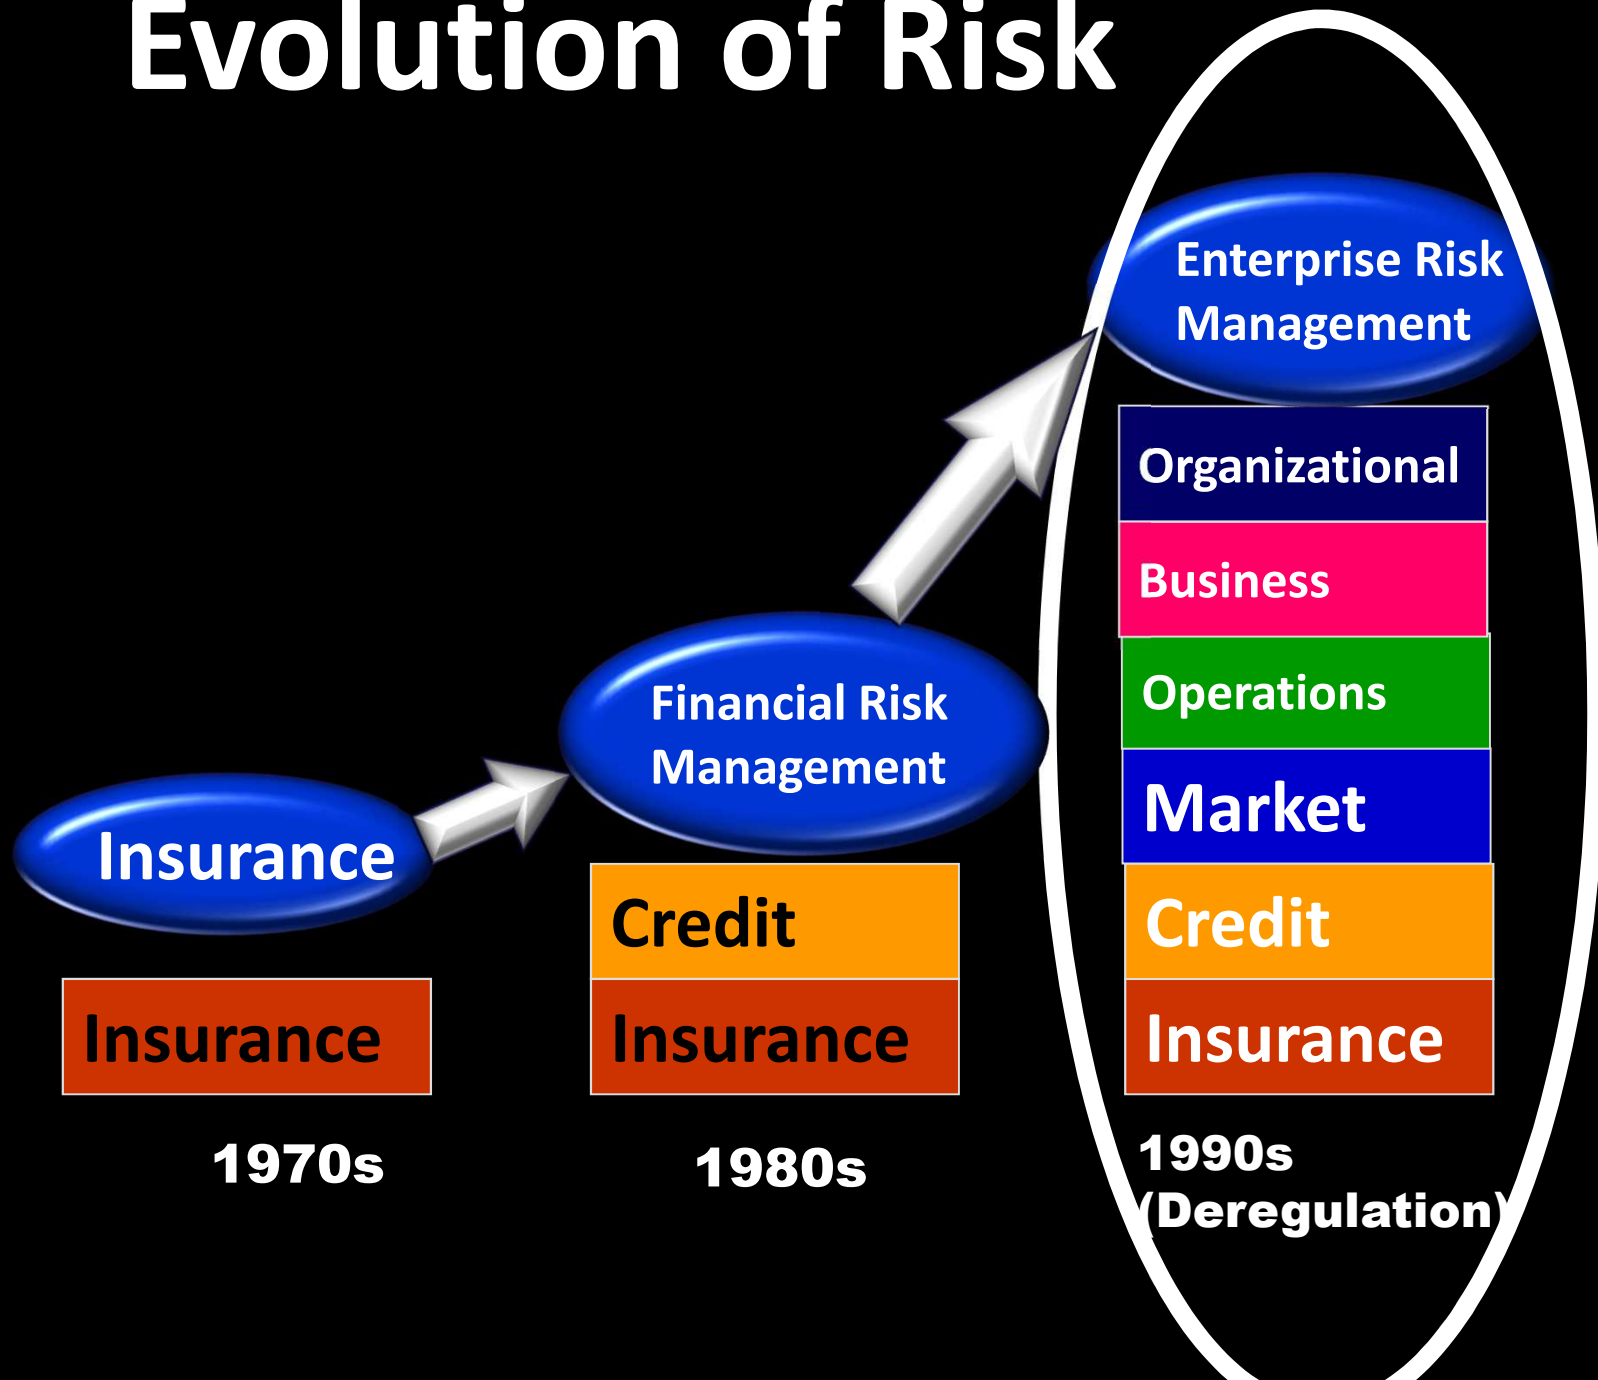 Evolution of Risk
Enterprise Risk
Management
Organizational
Business
Operations
Market
Credit
Insurance
1990s
(Deregulation)
Financial Risk
Management
Credit
Insurance
1980s
Insurance
Insurance
1970s